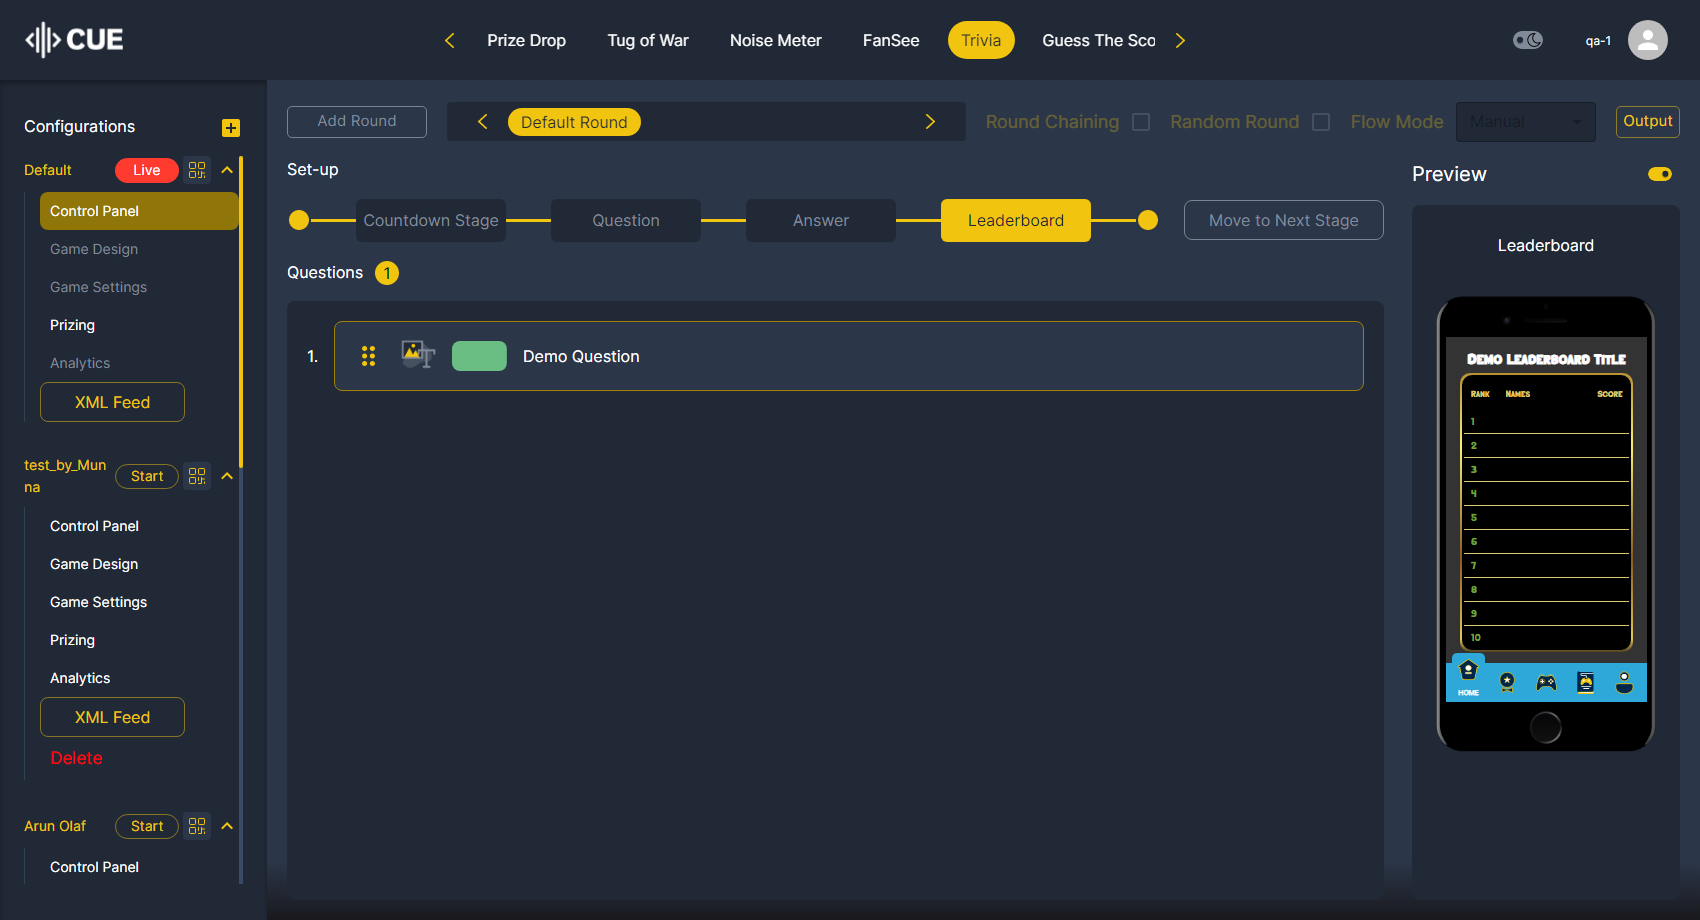 CUE
Prize Drop
Tug of War
Noise Meter
FanSee
Trivia
Guess The Sco
qa-1
Configurations
Default
Live
Control Panel
Game Design
Game Settings
Prizing
Analytics
XML Feed
test_by_Mun
na
Start
Control Panel
Game Design
Game Settings
Prizing
Analytics
XML Feed
Delete
Arun Olaf
Start
Control Panel
Add Round
Default Round
Round Chaining
Random Round
Flow Mode
Manual
Output
Set-up
Countdown Stage
Question
Answer
Leaderboard
Move to Next Stage
Questions 1
1.
Demo Question
Preview
Leaderboard
Demo Leaderboard Title
Rank Names Score
1
2
3
4
5
6
7
8
9
10
HOME